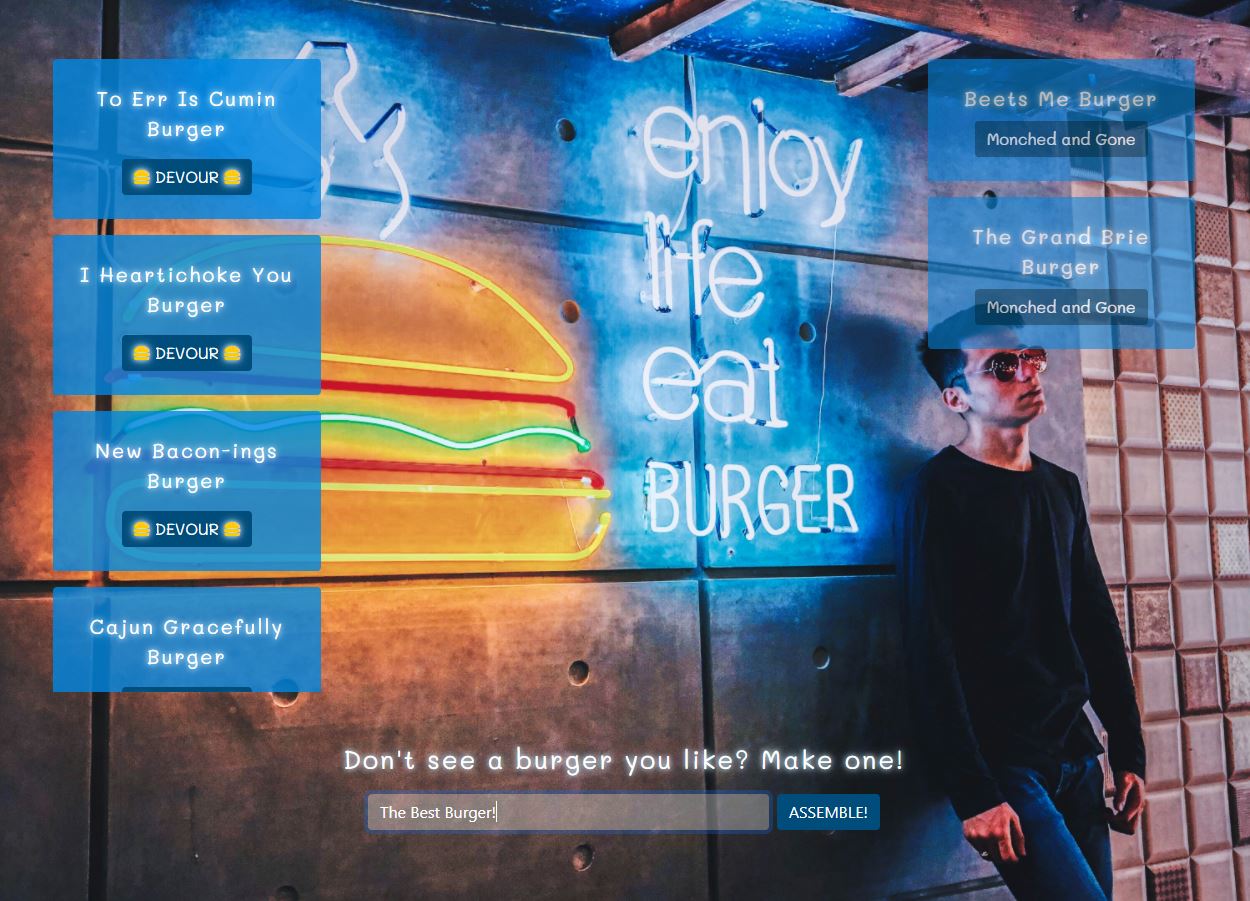 To Err Is Cumin
Burger
DEVOUR
I Heartichoke You
Burger
DEVOUR
New Bacon-ings
Burger
DEVOUR
Cajun Gracefully
Burger
enjoy
life
eat
BURGER
Beets Me Burger
Monched and Gone
The Grand Brie
Burger
Monched and Gone
Don't see a burger you like? Make one!
The Best Burger!
ASSEMBLE!